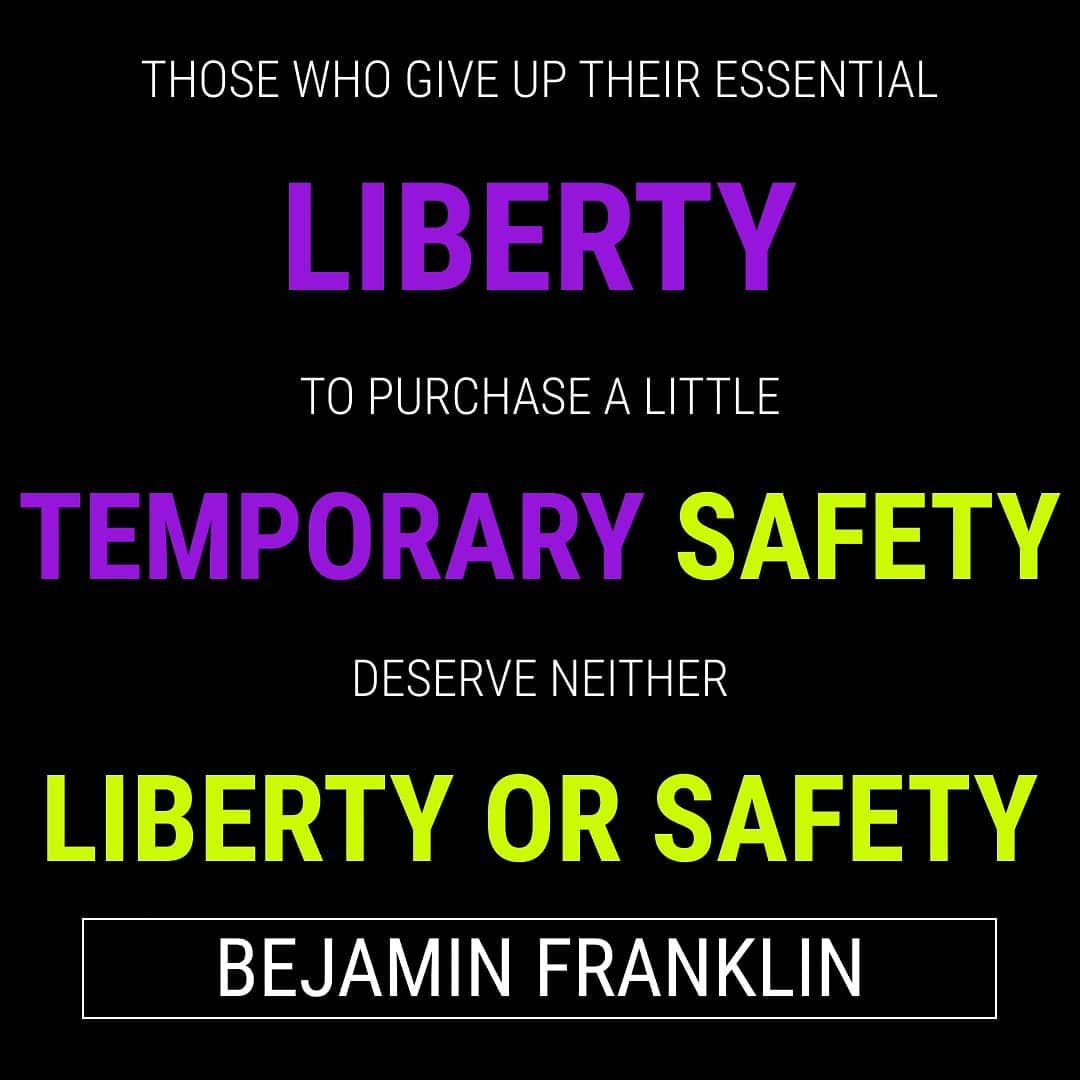 THOSE WHO GIVE UP THEIR ESSENTIAL
LIBERTY
TO PURCHASE A LITTLE
TEMPORARY SAFETY
DESERVE NEITHER
LIBERTY OR SAFETY
BEJAMIN FRANKLIN